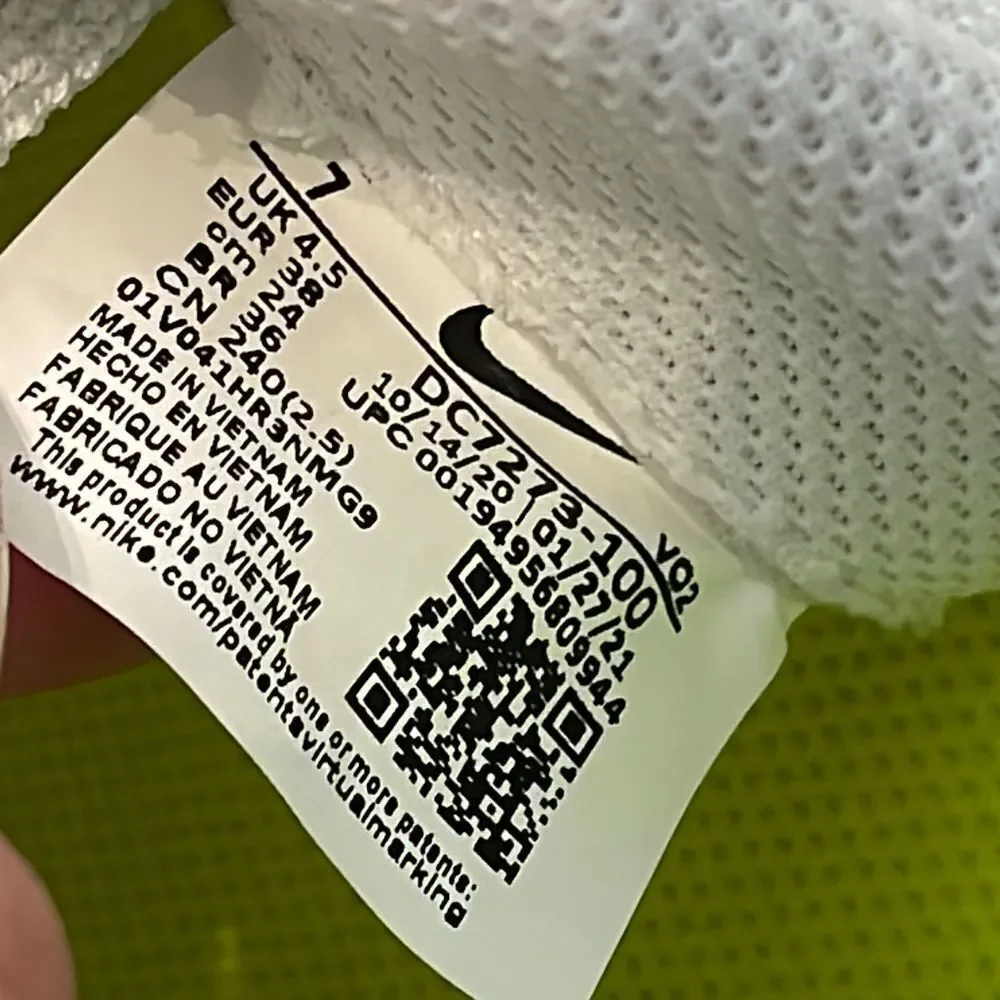 7
UK 4.5
EUR 38
cm 24
BR 36
CN 240(2.5)
01V041HR3NMG9
MADE IN VIETNAM
HECHO EN VIETNAM
FABRIQUE AU VIETNAM
FABRICADO NO VIETNÃ
This product is covered by one or more patents:
www.nike.com/patentsvirtualmarking
V02
DC7273-100
10/14/20 | 01/27/21
UPC 00194956809944